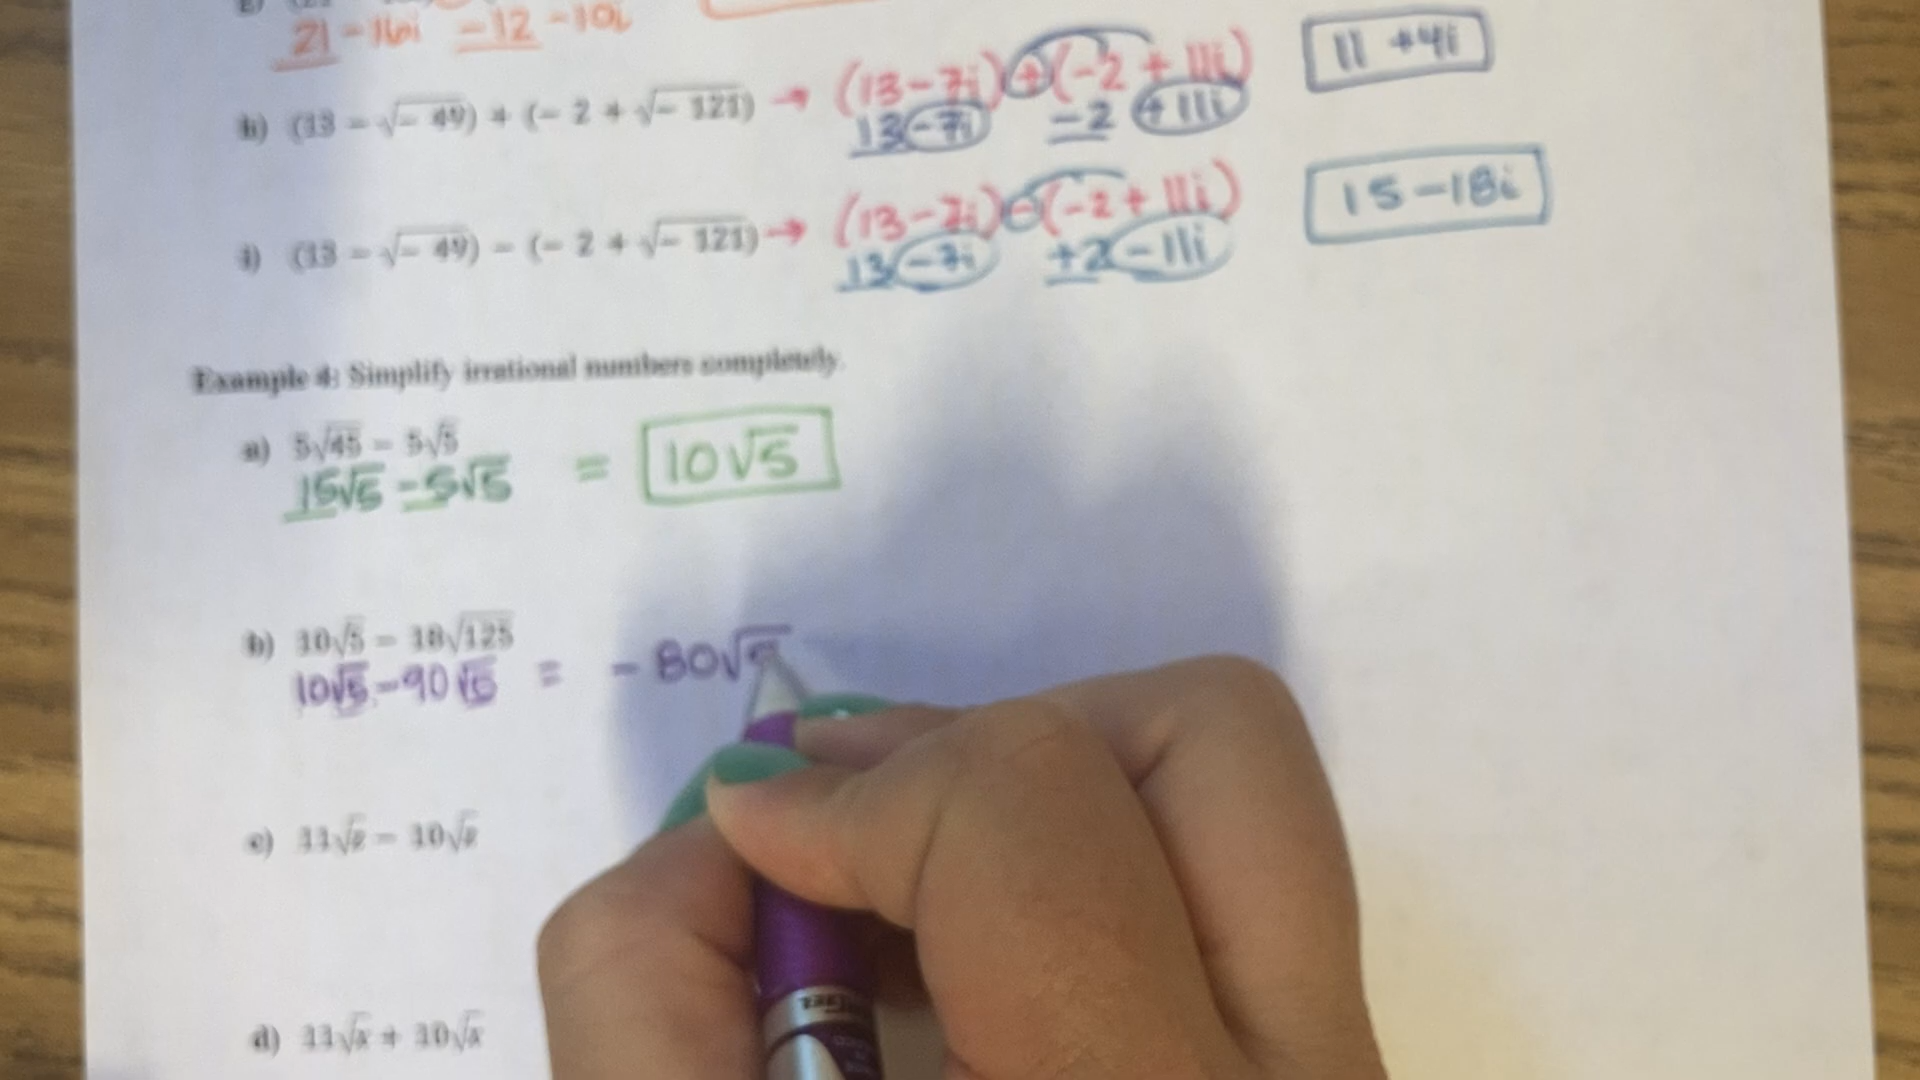 21 - 16i - 12 - 10i
h) (13 - √- 49) + (- 2 + √- 121) → (13 - 7i) + (-2 + 11i) 11 + 4i
13 - 7i -2 + 11i
i) (13 - √- 49) - (- 2 + √- 121) → (13 - 7i) - (-2 + 11i) 15 - 18i
13 - 7i +2 - 11i
Example 4: Simplify irrational numbers completely.
a) 5√45 - 5√5
15√5 - 5√5 = 10√5
b) 10√5 - 18√125
10√5 - 90√5 = - 80√5
c) 11√e - 10√e
d) 11√x + 10√x